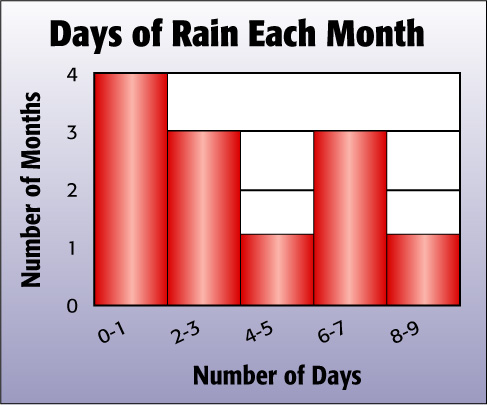 Days of Rain Each Month
Number of Months
4
3
2
1
0
0-1 2-3 4-5 6-7 8-9
Number of Days